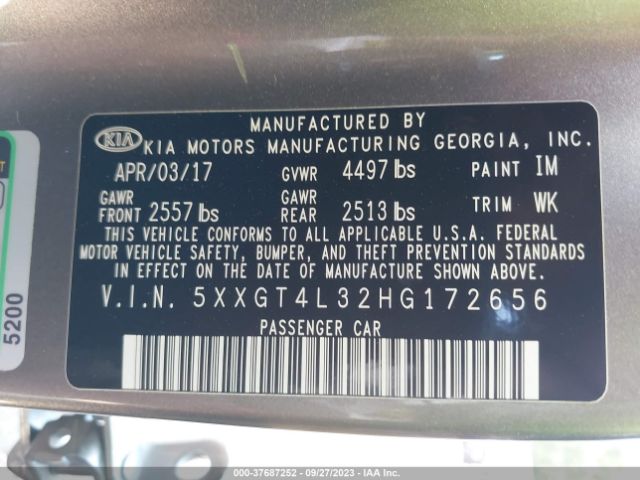 MANUFACTURED BY
KIA KIA MOTORS MANUFACTURING GEORGIA, INC.
APR/03/17 GVWR 4497 lbs PAINT IM
GAWR FRONT 2557 lbs GAWR REAR 2513 lbs TRIM WK
THIS VEHICLE CONFORMS TO ALL APPLICABLE U.S.A. FEDERAL
MOTOR VEHICLE SAFETY, BUMPER, AND THEFT PREVENTION STANDARDS
IN EFFECT ON THE DATE OF MANUFACTURE SHOWN ABOVE.
V.I.N. 5XXGT4L32HG172656
PASSENGER CAR
5200
000-37687252 | 09/27/2023 | IAA Inc.